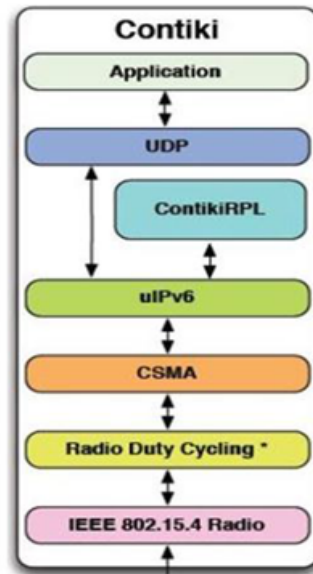 Contiki
Application
UDP
ContikiRPL
uIPv6
CSMA
Radio Duty Cycling *
IEEE 802.15.4 Radio